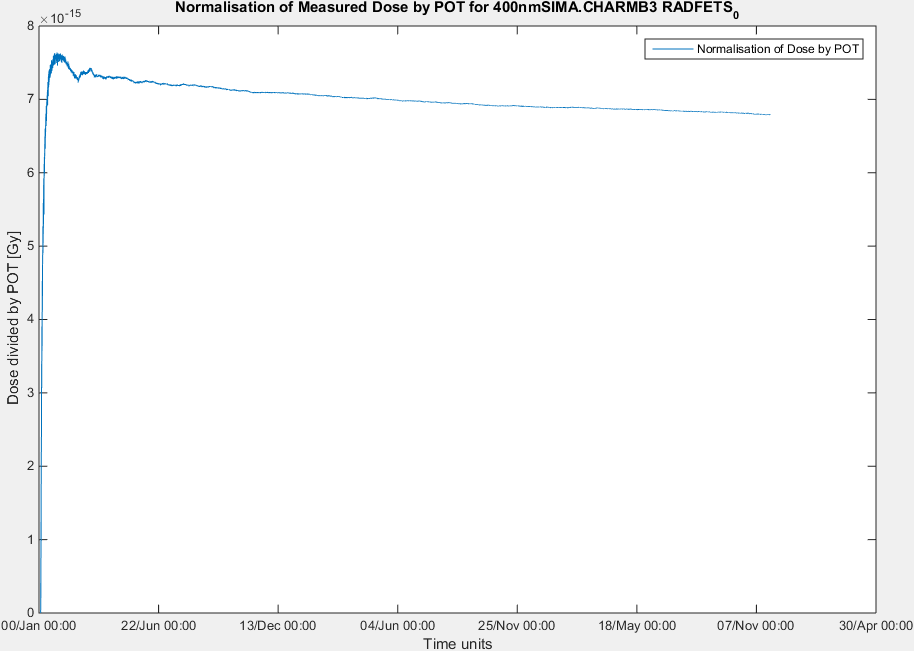 Normalisation of Measured Dose by POT for 400nmSIMA.CHARMB3 RADFETS₀
×10⁻¹⁵
8
7
6
5
4
3
2
1
0
Dose divided by POT [Gy]
Normalisation of Dose by POT
00/Jan 00:00 22/Jun 00:00 13/Dec 00:00 04/Jun 00:00 25/Nov 00:00 18/May 00:00 07/Nov 00:00 30/Apr 00:00
Time units